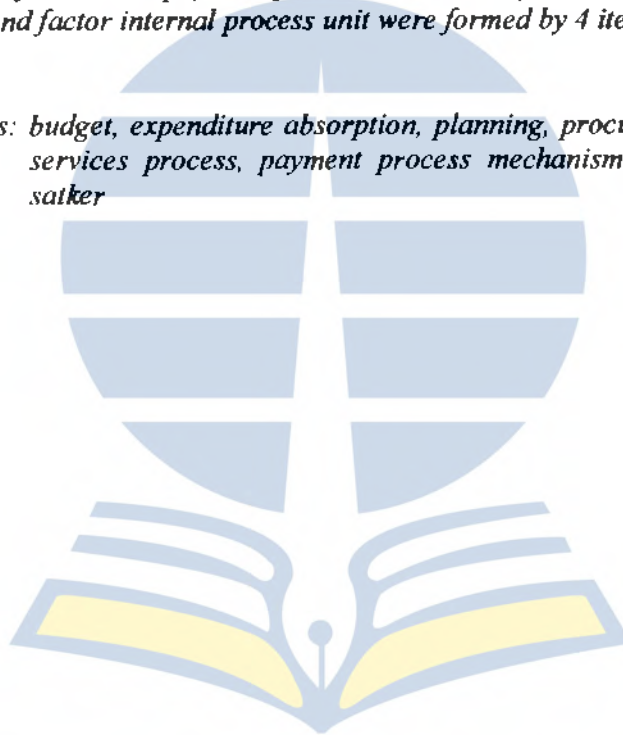 and factor internal process unit were formed by 4 ite
s: budget, expenditure absorption, planning, procu
services process, payment process mechanism
satker